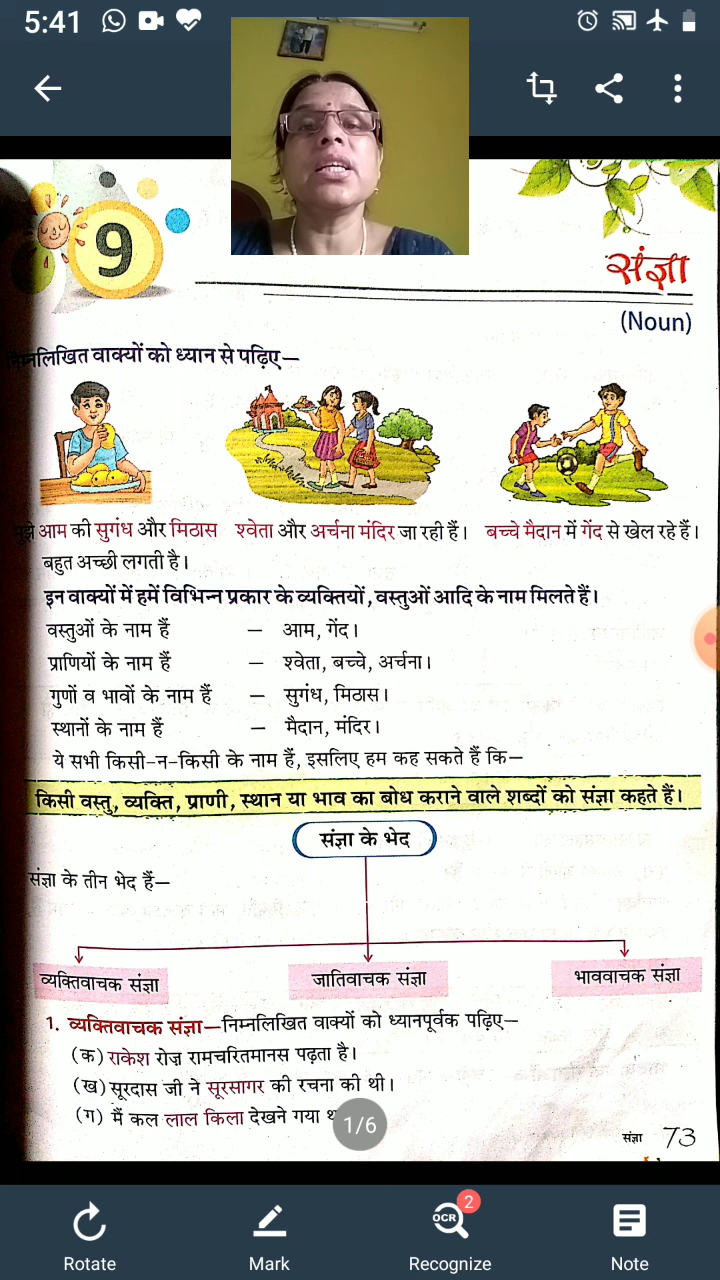 5:41
9
संज्ञा
(Noun)
निम्नलिखित वाक्यों को ध्यान से पढ़िए—
मुझे आम की सुगंध और मिठास
बहुत अच्छी लगती है।
श्वेता और अर्चना मंदिर जा रही हैं।
बच्चे मैदान में गेंद से खेल रहे हैं।
इन वाक्यों में हमें विभिन्न प्रकार के व्यक्तियों, वस्तुओं आदि के नाम मिलते हैं।
वस्तुओं के नाम हैं — आम, गेंद।
प्राणियों के नाम हैं — श्वेता, बच्चे, अर्चना।
गुणों व भावों के नाम हैं — सुगंध, मिठास।
स्थानों के नाम हैं — मैदान, मंदिर।
ये सभी किसी-न-किसी के नाम हैं, इसलिए हम कह सकते हैं कि—
किसी वस्तु, व्यक्ति, प्राणी, स्थान या भाव का बोध कराने वाले शब्दों को संज्ञा कहते हैं।
संज्ञा के भेद
संज्ञा के तीन भेद हैं—
व्यक्तिवाचक संज्ञा
जातिवाचक संज्ञा
भाववाचक संज्ञा
1. व्यक्तिवाचक संज्ञा—निम्नलिखित वाक्यों को ध्यानपूर्वक पढ़िए—
(क) राकेश रोज़ रामचरितमानस पढ़ता है।
(ख) सूरदास जी ने सूरसागर की रचना की थी।
(ग) मैं कल लाल किला देखने गया
1/6
संज्ञा 73
Rotate
Mark
OCR
2
Recognize
Note